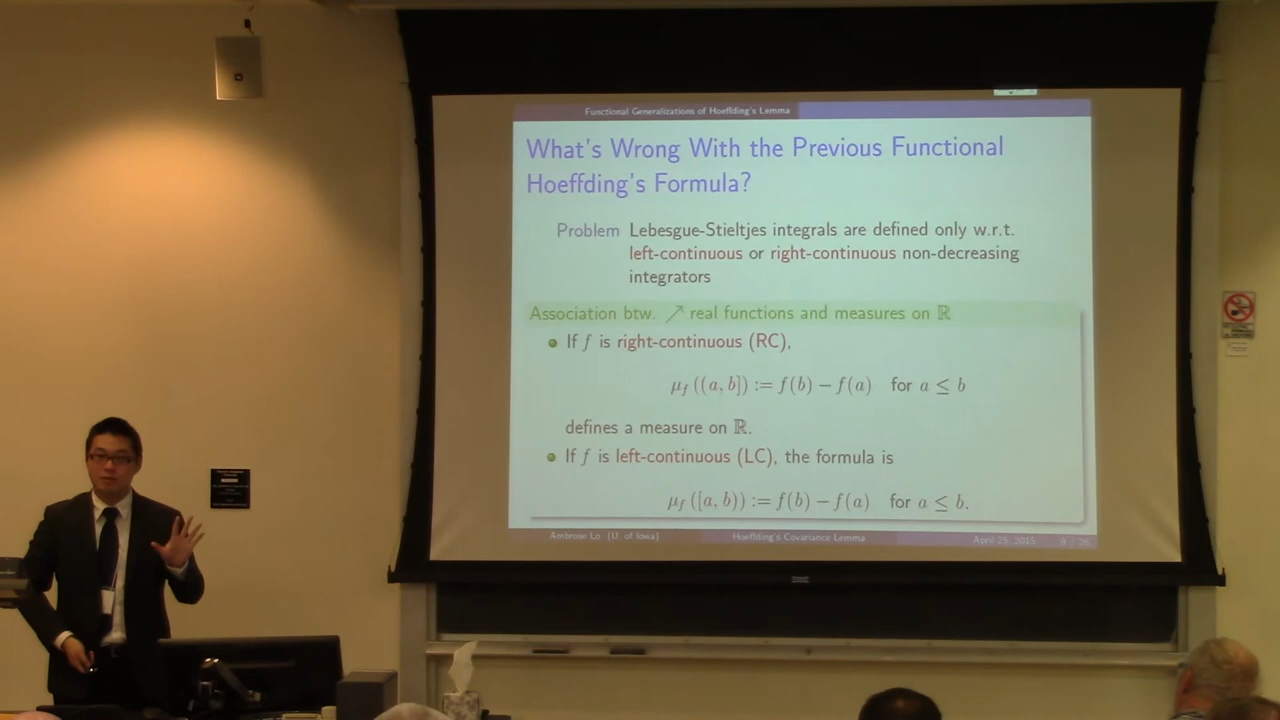 Functional Generalizations of Hoeffding's Lemma
What's Wrong With the Previous Functional
Hoeffding's Formula?
Problem Lebesgue-Stieltjes integrals are defined only w.r.t.
left-continuous or right-continuous non-decreasing
integrators
Association btw. ↗ real functions and measures on ℝ
• If f is right-continuous (RC),
μ_f ((a, b]) := f(b) − f(a) for a ≤ b
defines a measure on ℝ.
• If f is left-continuous (LC), the formula is
μ_f ([a, b)) := f(b) − f(a) for a ≤ b.
Ambrose Lo (U. of Iowa) Hoeffding's Covariance Lemma April 25, 2015